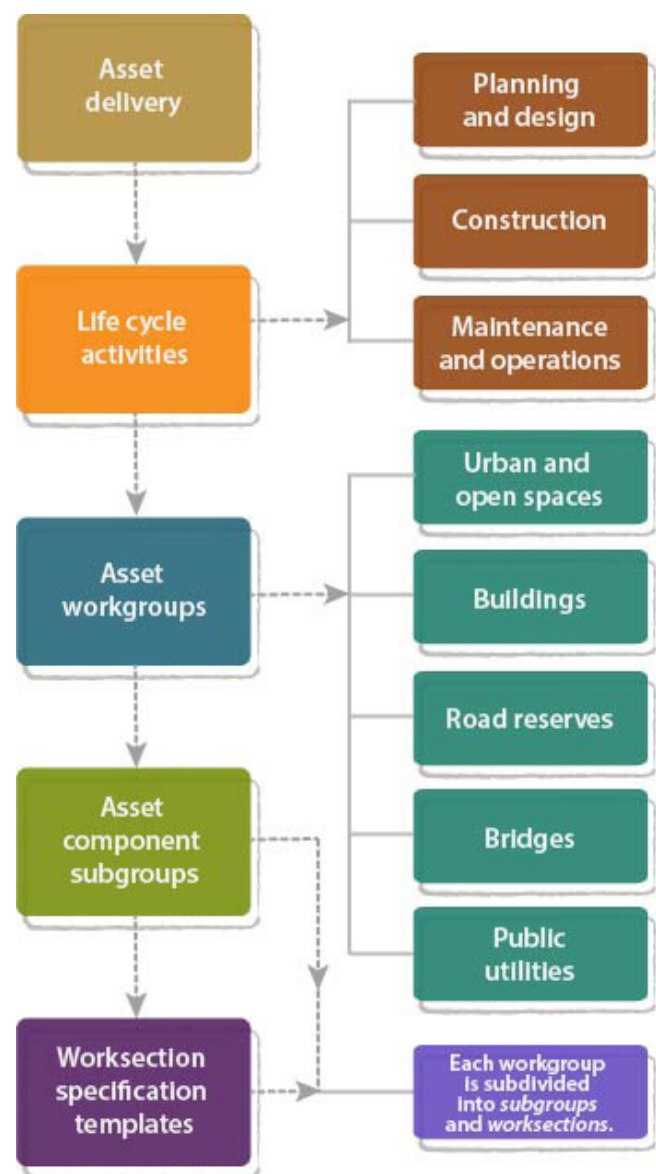 Asset
delivery
Planning
and design
Construction
Life cycle
activities
Maintenance
and operations
Urban and
open spaces
Asset
workgroups
Buildings
Road reserves
Asset
component
subgroups
Bridges
Public
utilities
Worksection
specification
templates
Each workgroup
is subdivided
into subgroups
and worksections.